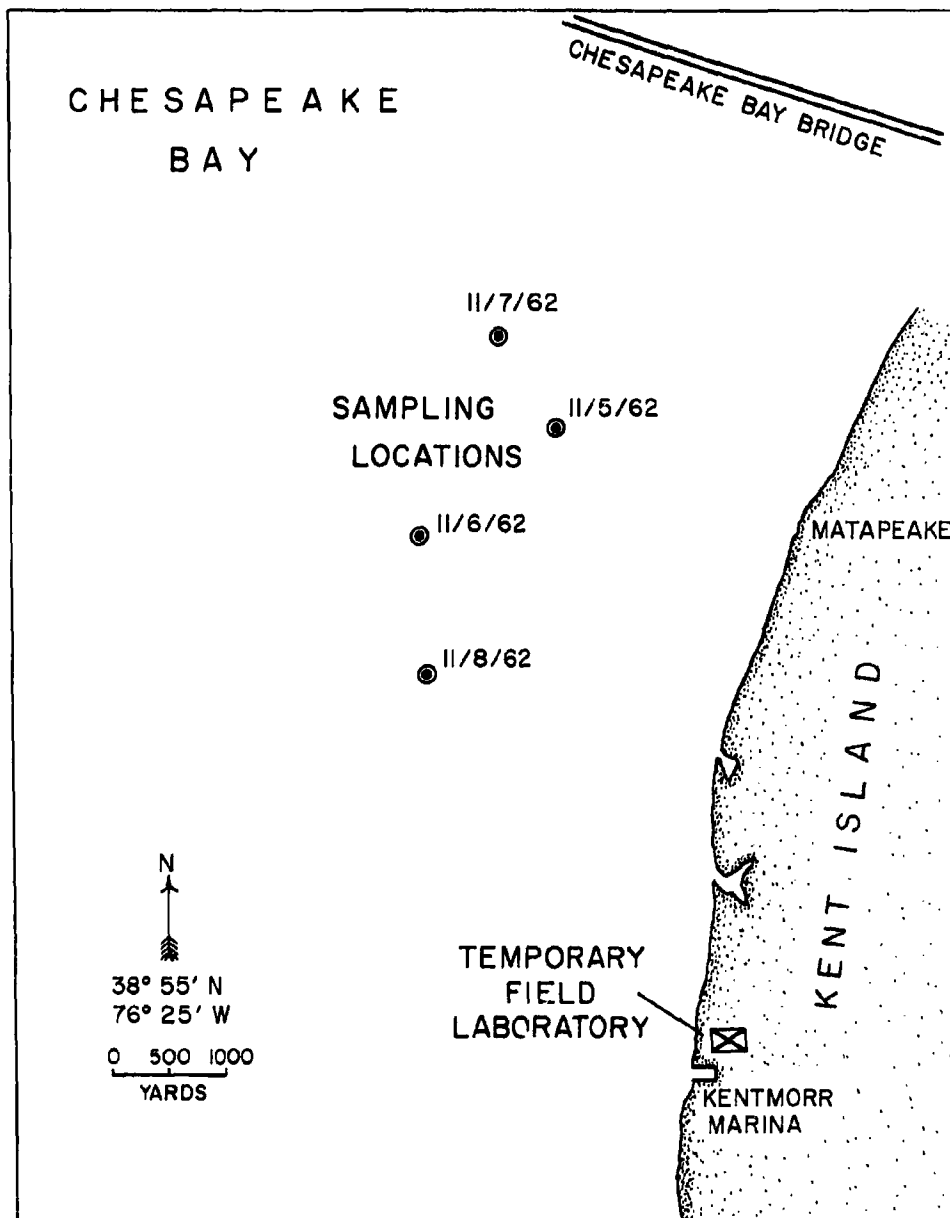 CHESAPEAKE
BAY
CHESAPEAKE BAY BRIDGE
11/7/62
SAMPLING
LOCATIONS
11/5/62
11/6/62
MATAPEAKE
11/8/62
KENT ISLAND
N
38° 55' N
76° 25' W
0 500 1000
YARDS
TEMPORARY
FIELD
LABORATORY
KENTMORR
MARINA